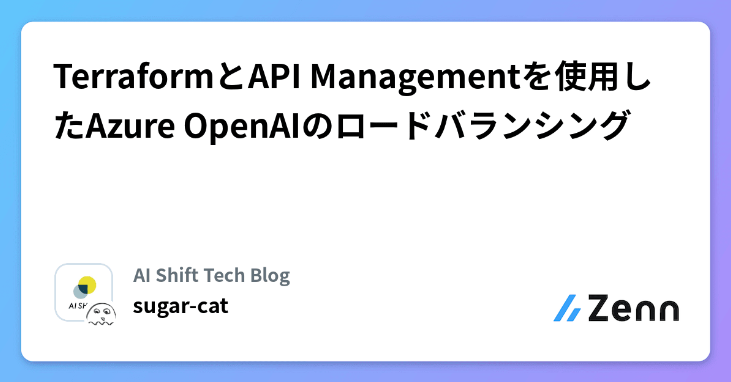 TerraformとAPI Managementを使用し
たAzure OpenAIのロードバランシング
AI Shift Tech Blog
AI SH
sugar-cat
Zenn